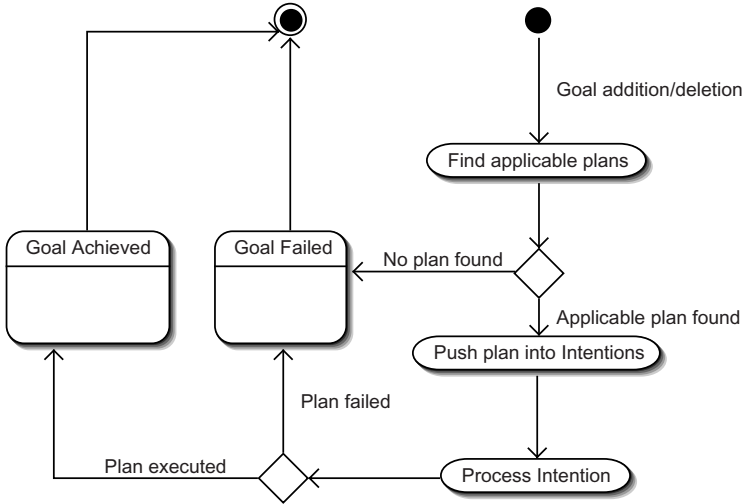 Goal addition/deletion
Find applicable plans
Goal Achieved
Goal Failed
No plan found
Applicable plan found
Push plan into Intentions
Plan failed
Plan executed
Process Intention